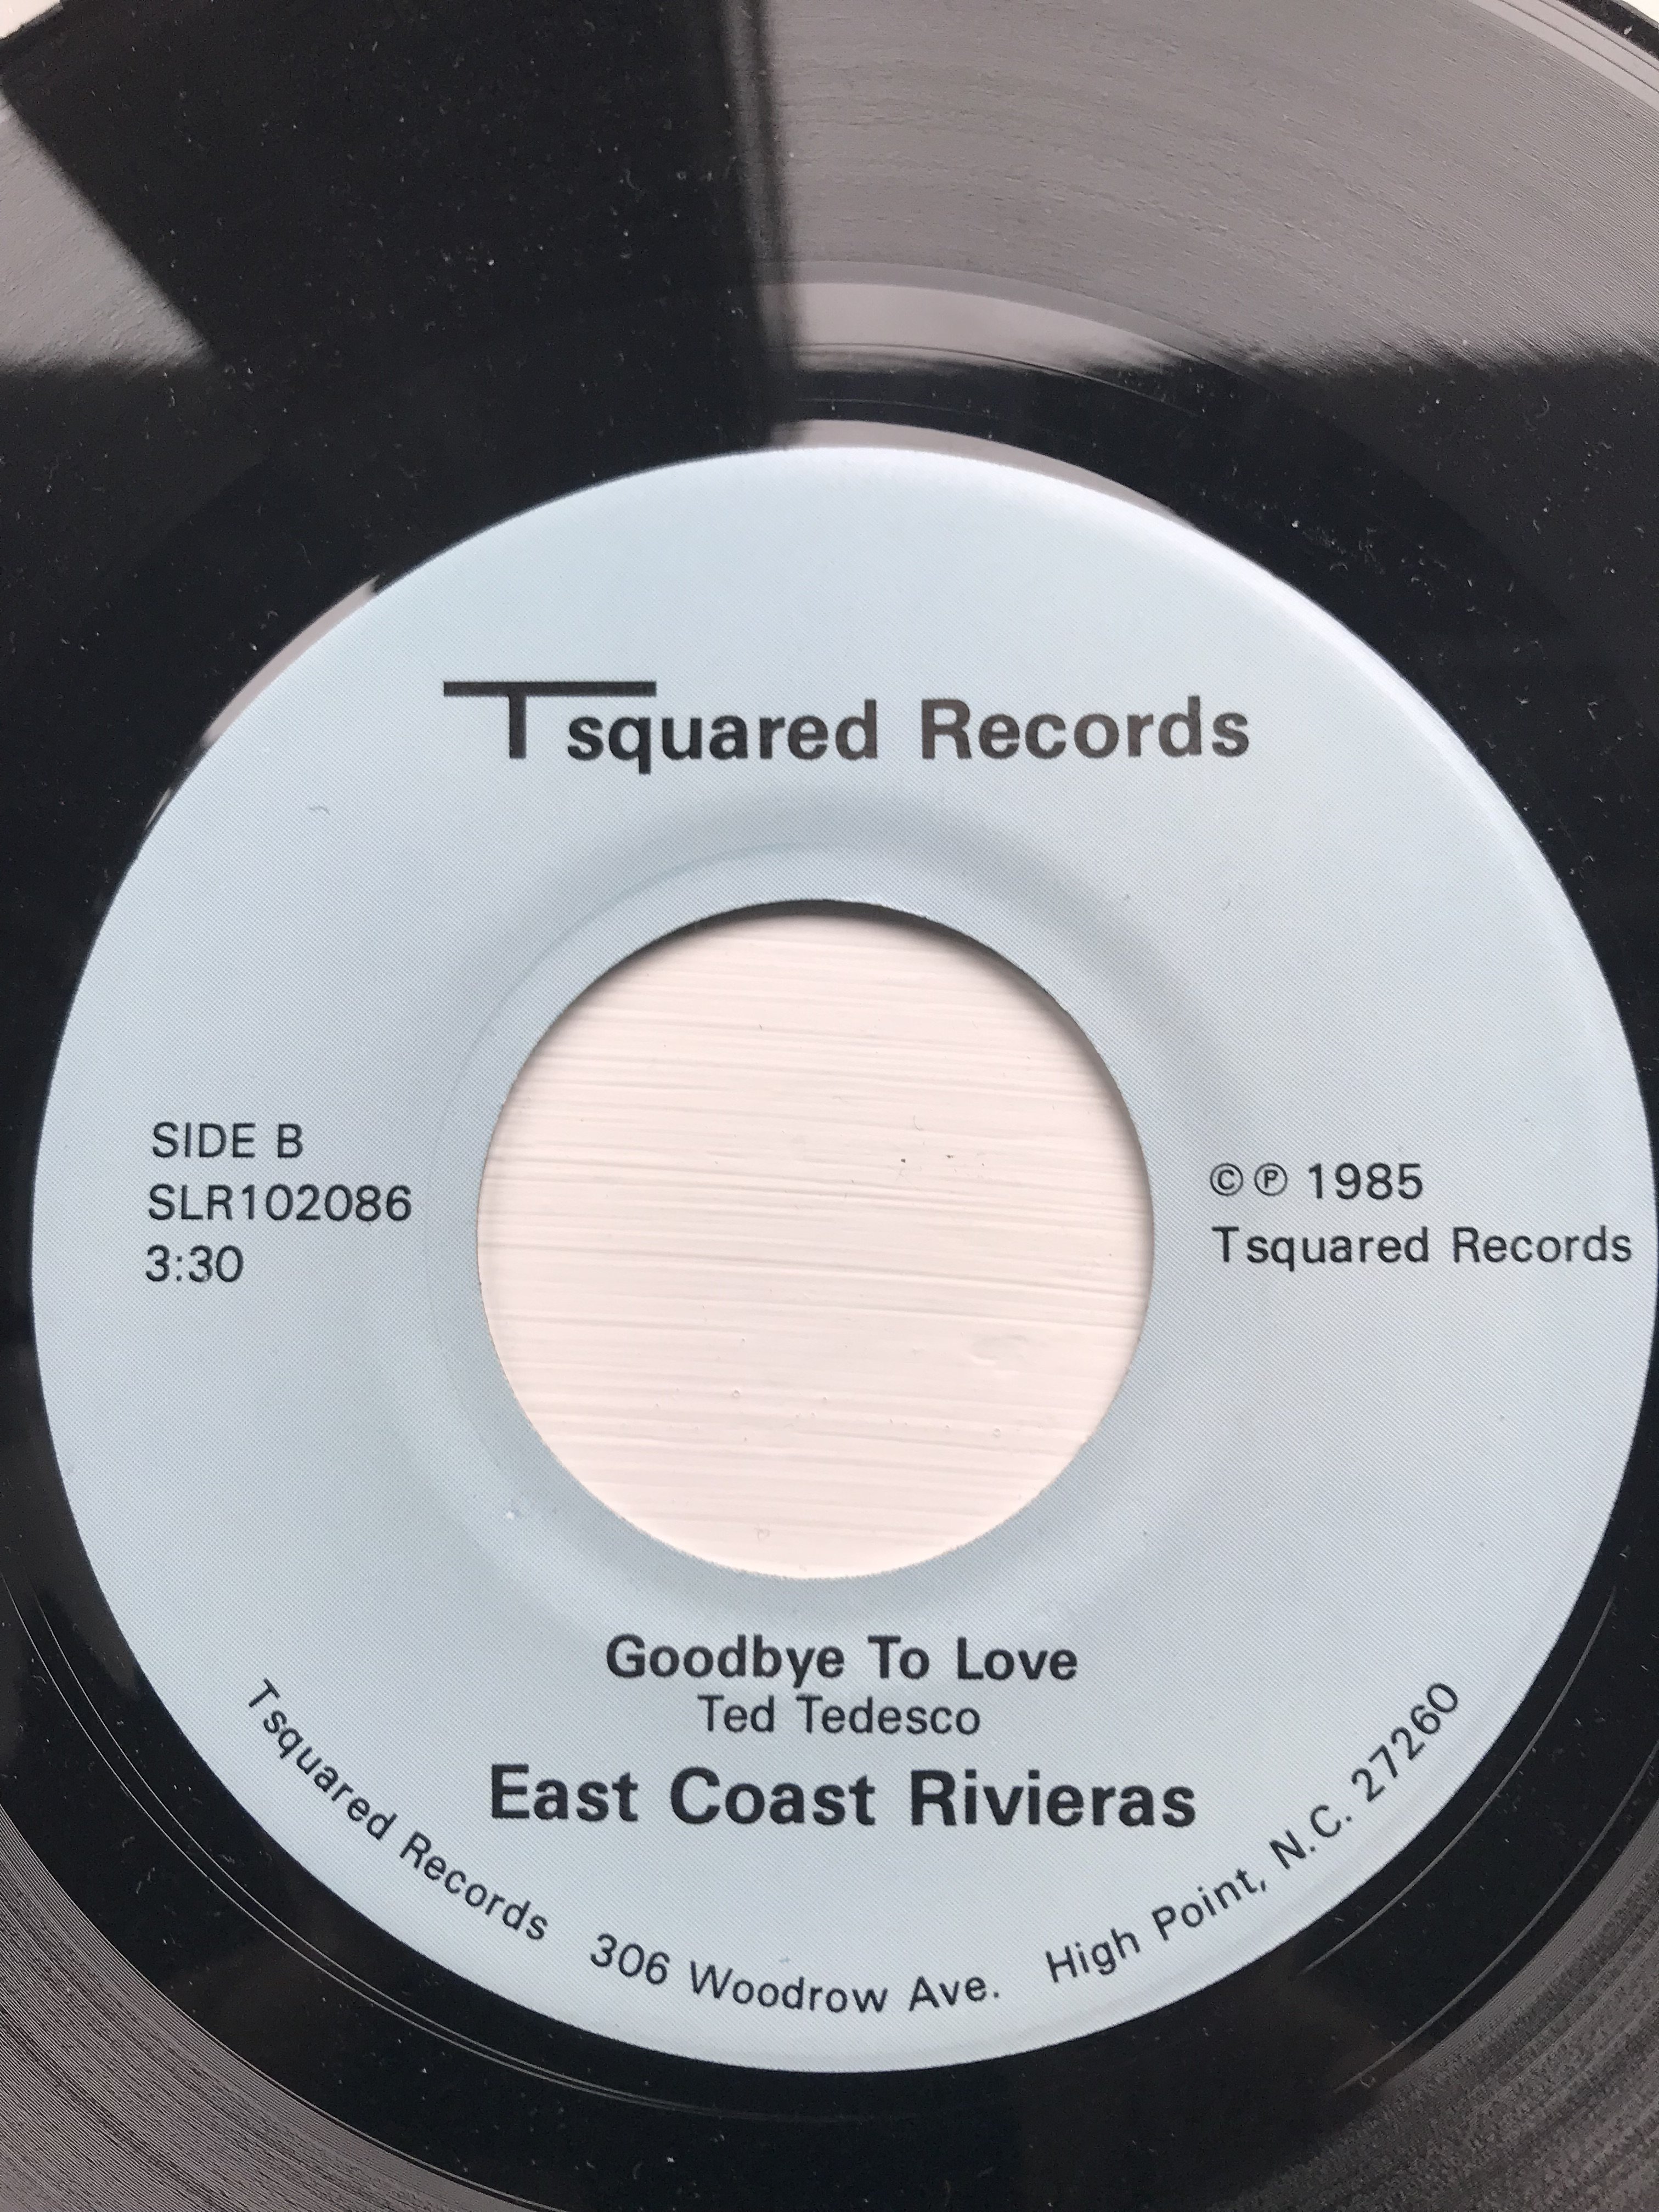 Tsquared Records
SIDE B
SLR102086
3:30
©℗ 1985
Tsquared Records
Goodbye To Love
Ted Tedesco
East Coast Rivieras
Tsquared Records 306 Woodrow Ave. High Point, N.C. 27260